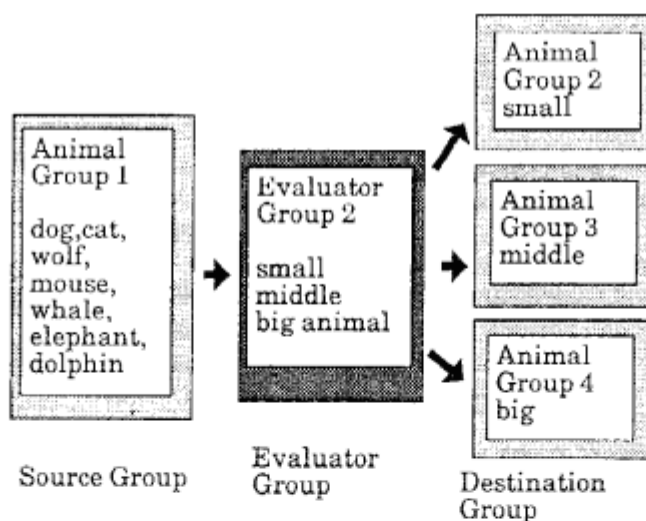 Animal
Group 1
dog,cat,
wolf,
mouse,
whale,
elephant,
dolphin
Source Group
Evaluator
Group 2
small
middle
big animal
Evaluator
Group
Animal
Group 2
small
Animal
Group 3
middle
Animal
Group 4
big
Destination
Group